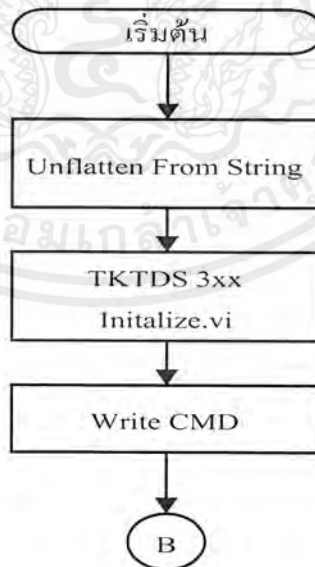 เริ่มต้น
Unflatten From String
TKTDS 3xx
Initalize.vi
Write CMD
B